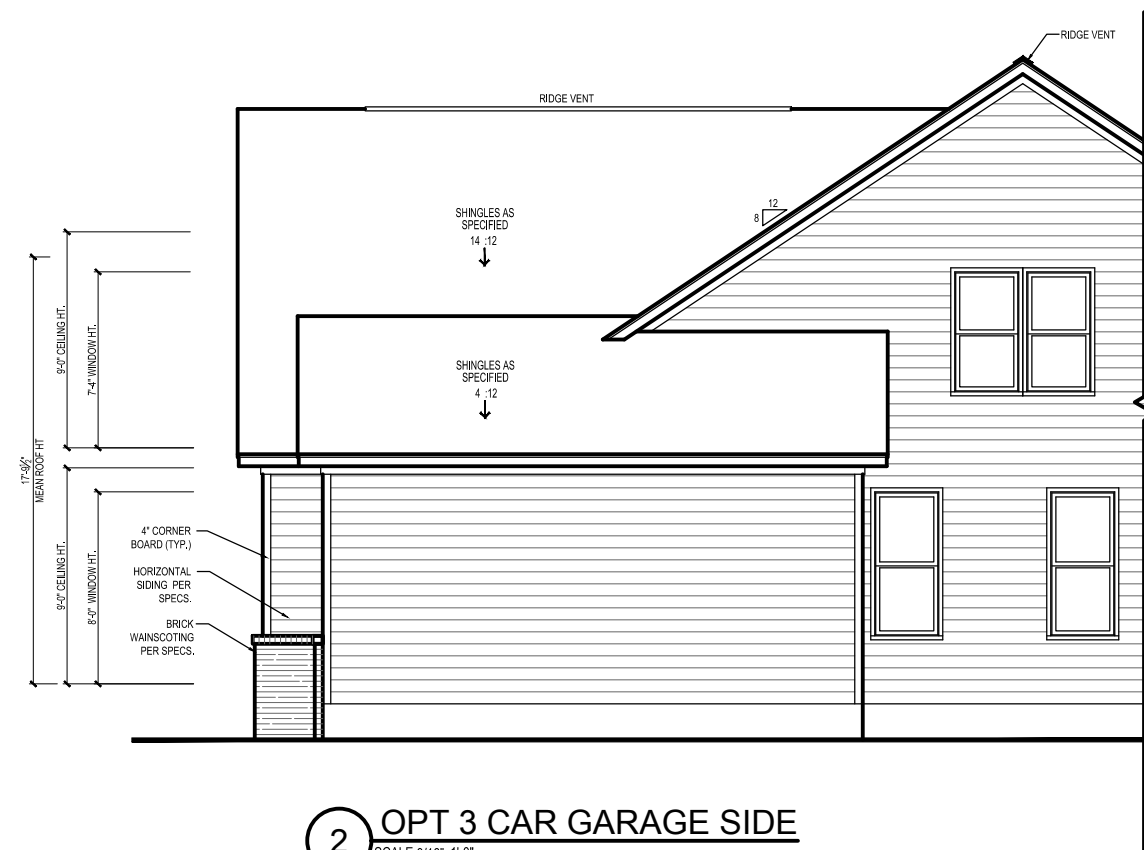 RIDGE VENT
RIDGE VENT
SHINGLES AS
SPECIFIED
14 :12
12
8
SHINGLES AS
SPECIFIED
4 :12
9'-0" CEILING HT.
7'-4" WINDOW HT.
17'-9½"
MEAN ROOF HT
9'-0" CEILING HT.
8'-0" WINDOW HT.
4" CORNER
BOARD (TYP.)
HORIZONTAL
SIDING PER
SPECS.
BRICK
WAINSCOTING
PER SPECS.
2
OPT 3 CAR GARAGE SIDE